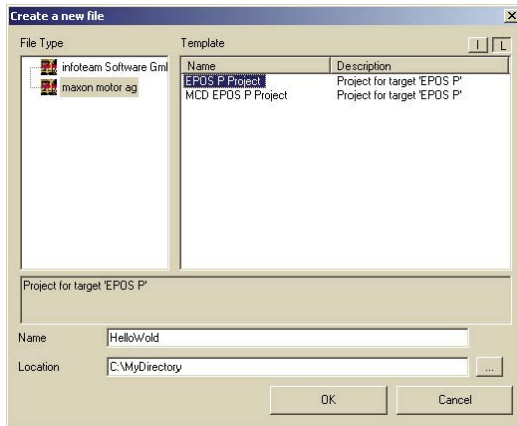 Create a new file
File Type
Template
I L
infoteam Software Gml
maxon motor ag
Name Description
EPOS P Project Project for target 'EPOS P'
MCD EPOS P Project Project for target 'EPOS P'
Project for target 'EPOS P'
Name HelloWold
Location C:\MyDirectory ...
OK Cancel